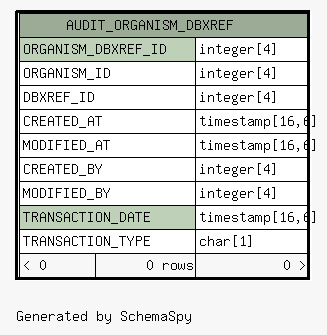 AUDIT_ORGANISM_DBXREF
ORGANISM_DBXREF_ID integer[4]
ORGANISM_ID integer[4]
DBXREF_ID integer[4]
CREATED_AT timestamp[16,6]
MODIFIED_AT timestamp[16,6]
CREATED_BY integer[4]
MODIFIED_BY integer[4]
TRANSACTION_DATE timestamp[16,6]
TRANSACTION_TYPE char[1]
< 0 0 rows 0 >
Generated by SchemaSpy